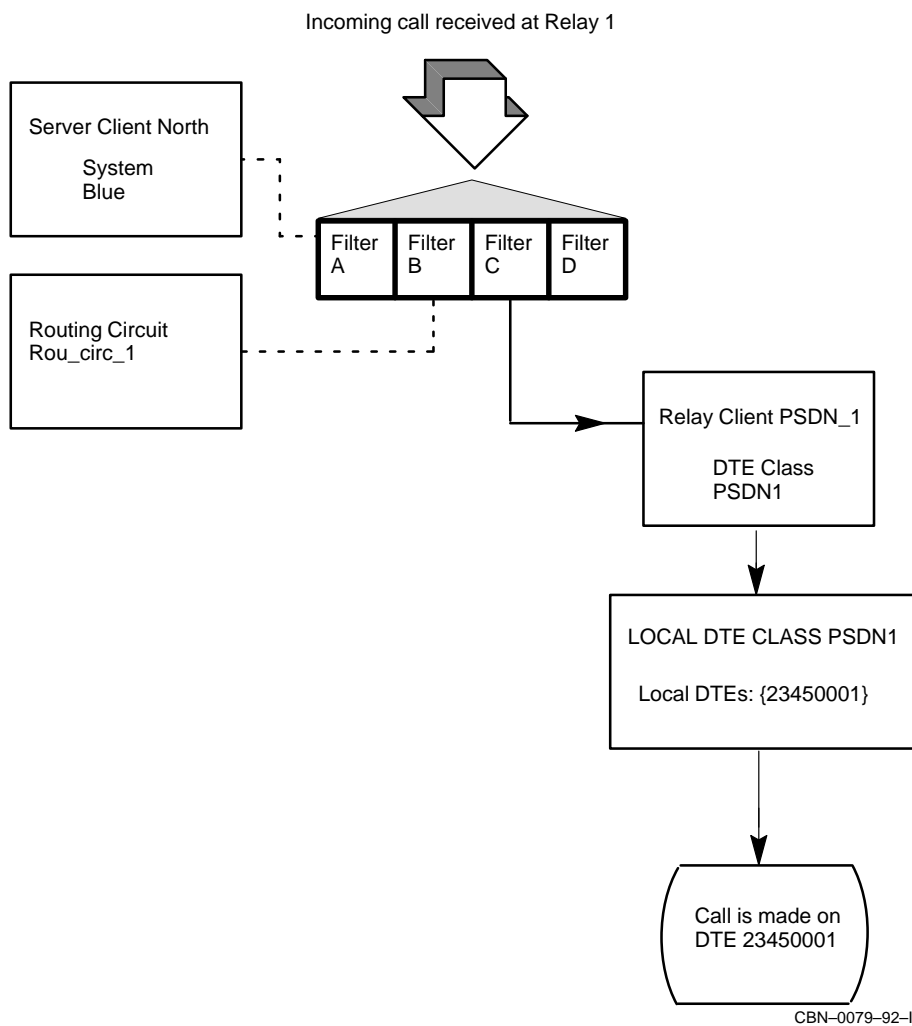 Incoming call received at Relay 1
Server Client North
System
Blue
Filter
A
Filter
B
Filter
C
Filter
D
Routing Circuit
Rou_circ_1
Relay Client PSDN_1
DTE Class
PSDN1
LOCAL DTE CLASS PSDN1
Local DTEs: {23450001}
Call is made on
DTE 23450001
CBN–0079–92–I